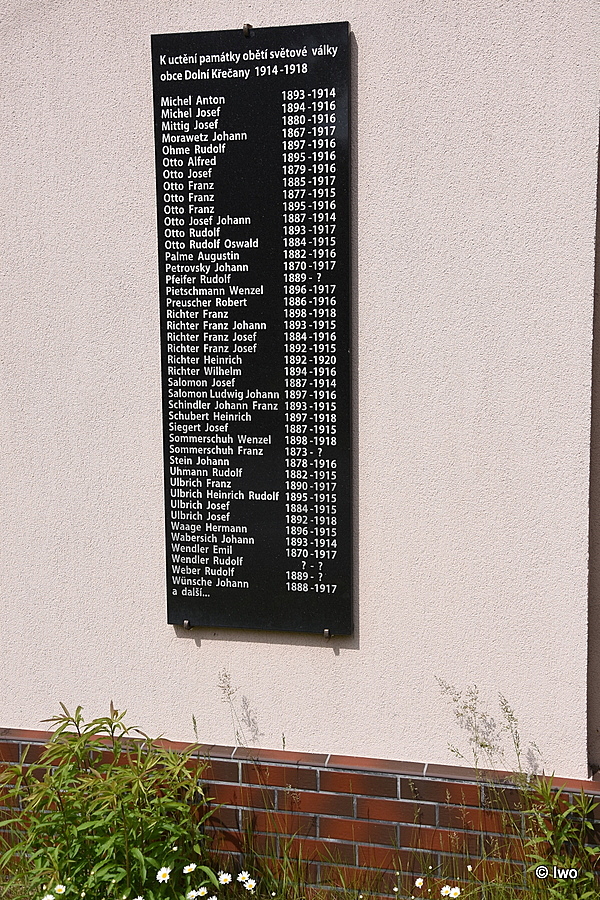 K uctění památky obětí světové války
obce Dolní Křečany 1914-1918
Michel Anton 1893-1914
Michel Josef 1894-1916
Mittig Josef 1880-1916
Morawetz Johann 1867-1917
Ohme Rudolf 1897-1916
Otto Alfred 1895-1916
Otto Josef 1879-1916
Otto Franz 1885-1917
Otto Franz 1877-1915
Otto Franz 1895-1916
Otto Josef Johann 1887-1914
Otto Rudolf 1893-1917
Otto Rudolf Oswald 1884-1915
Palme Augustin 1882-1916
Petrovsky Johann 1870-1917
Pfeifer Rudolf 1889- ?
Pietschmann Wenzel 1896-1917
Preuscher Robert 1886-1916
Richter Franz 1898-1918
Richter Franz Johann 1893-1915
Richter Franz Josef 1884-1916
Richter Franz Josef 1892-1915
Richter Heinrich 1892-1920
Richter Wilhelm 1894-1916
Salomon Josef 1887-1914
Salomon Ludwig Johann 1897-1916
Schindler Johann Franz 1893-1915
Schubert Heinrich 1897-1918
Siegert Josef 1887-1915
Sommerschuh Wenzel 1898-1918
Sommerschuh Franz 1873- ?
Stein Johann 1878-1916
Uhmann Rudolf 1882-1915
Ulbrich Franz 1890-1917
Ulbrich Heinrich Rudolf 1895-1915
Ulbrich Josef 1884-1915
Ulbrich Josef 1892-1918
Waage Hermann 1896-1915
Wabersich Johann 1893-1914
Wendler Emil 1870-1917
Wendler Rudolf ? - ?
Weber Rudolf 1889- ?
Wünsche Johann 1888-1917
a další...
© Iwo